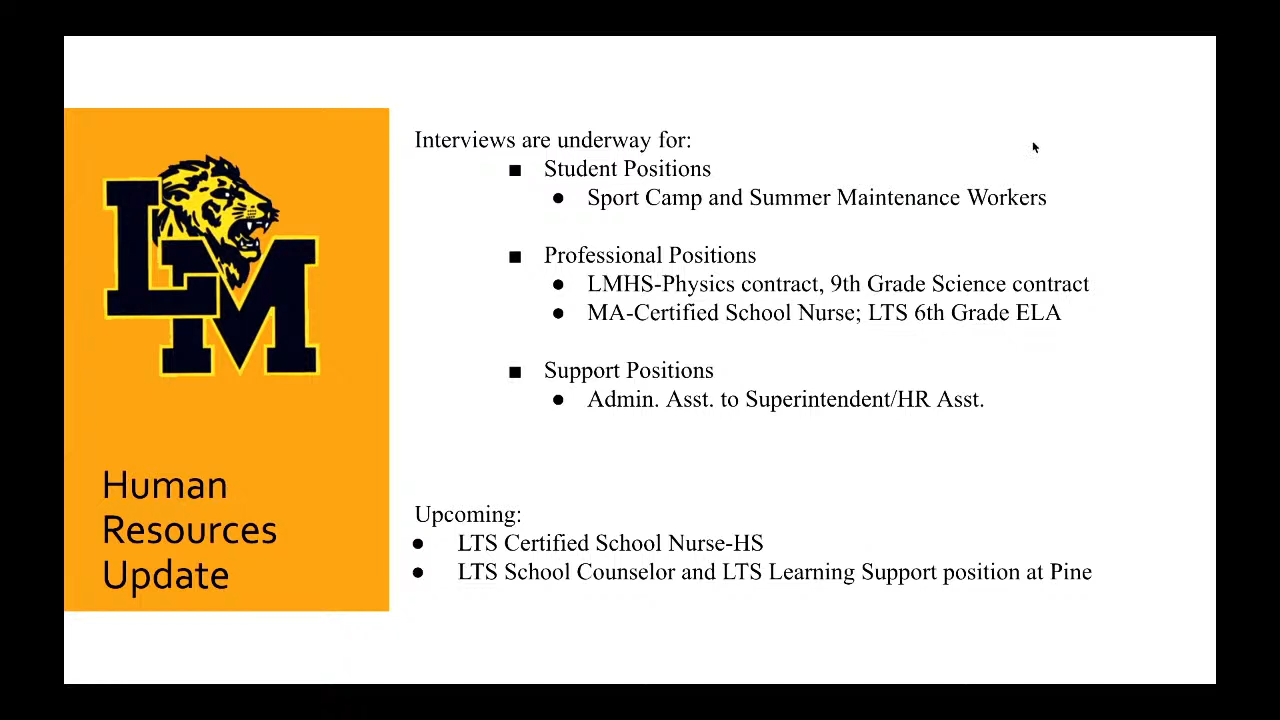 LM
Human
Resources
Update
Interviews are underway for:
■ Student Positions
● Sport Camp and Summer Maintenance Workers
■ Professional Positions
● LMHS-Physics contract, 9th Grade Science contract
● MA-Certified School Nurse; LTS 6th Grade ELA
■ Support Positions
● Admin. Asst. to Superintendent/HR Asst.
Upcoming:
● LTS Certified School Nurse-HS
● LTS School Counselor and LTS Learning Support position at Pine